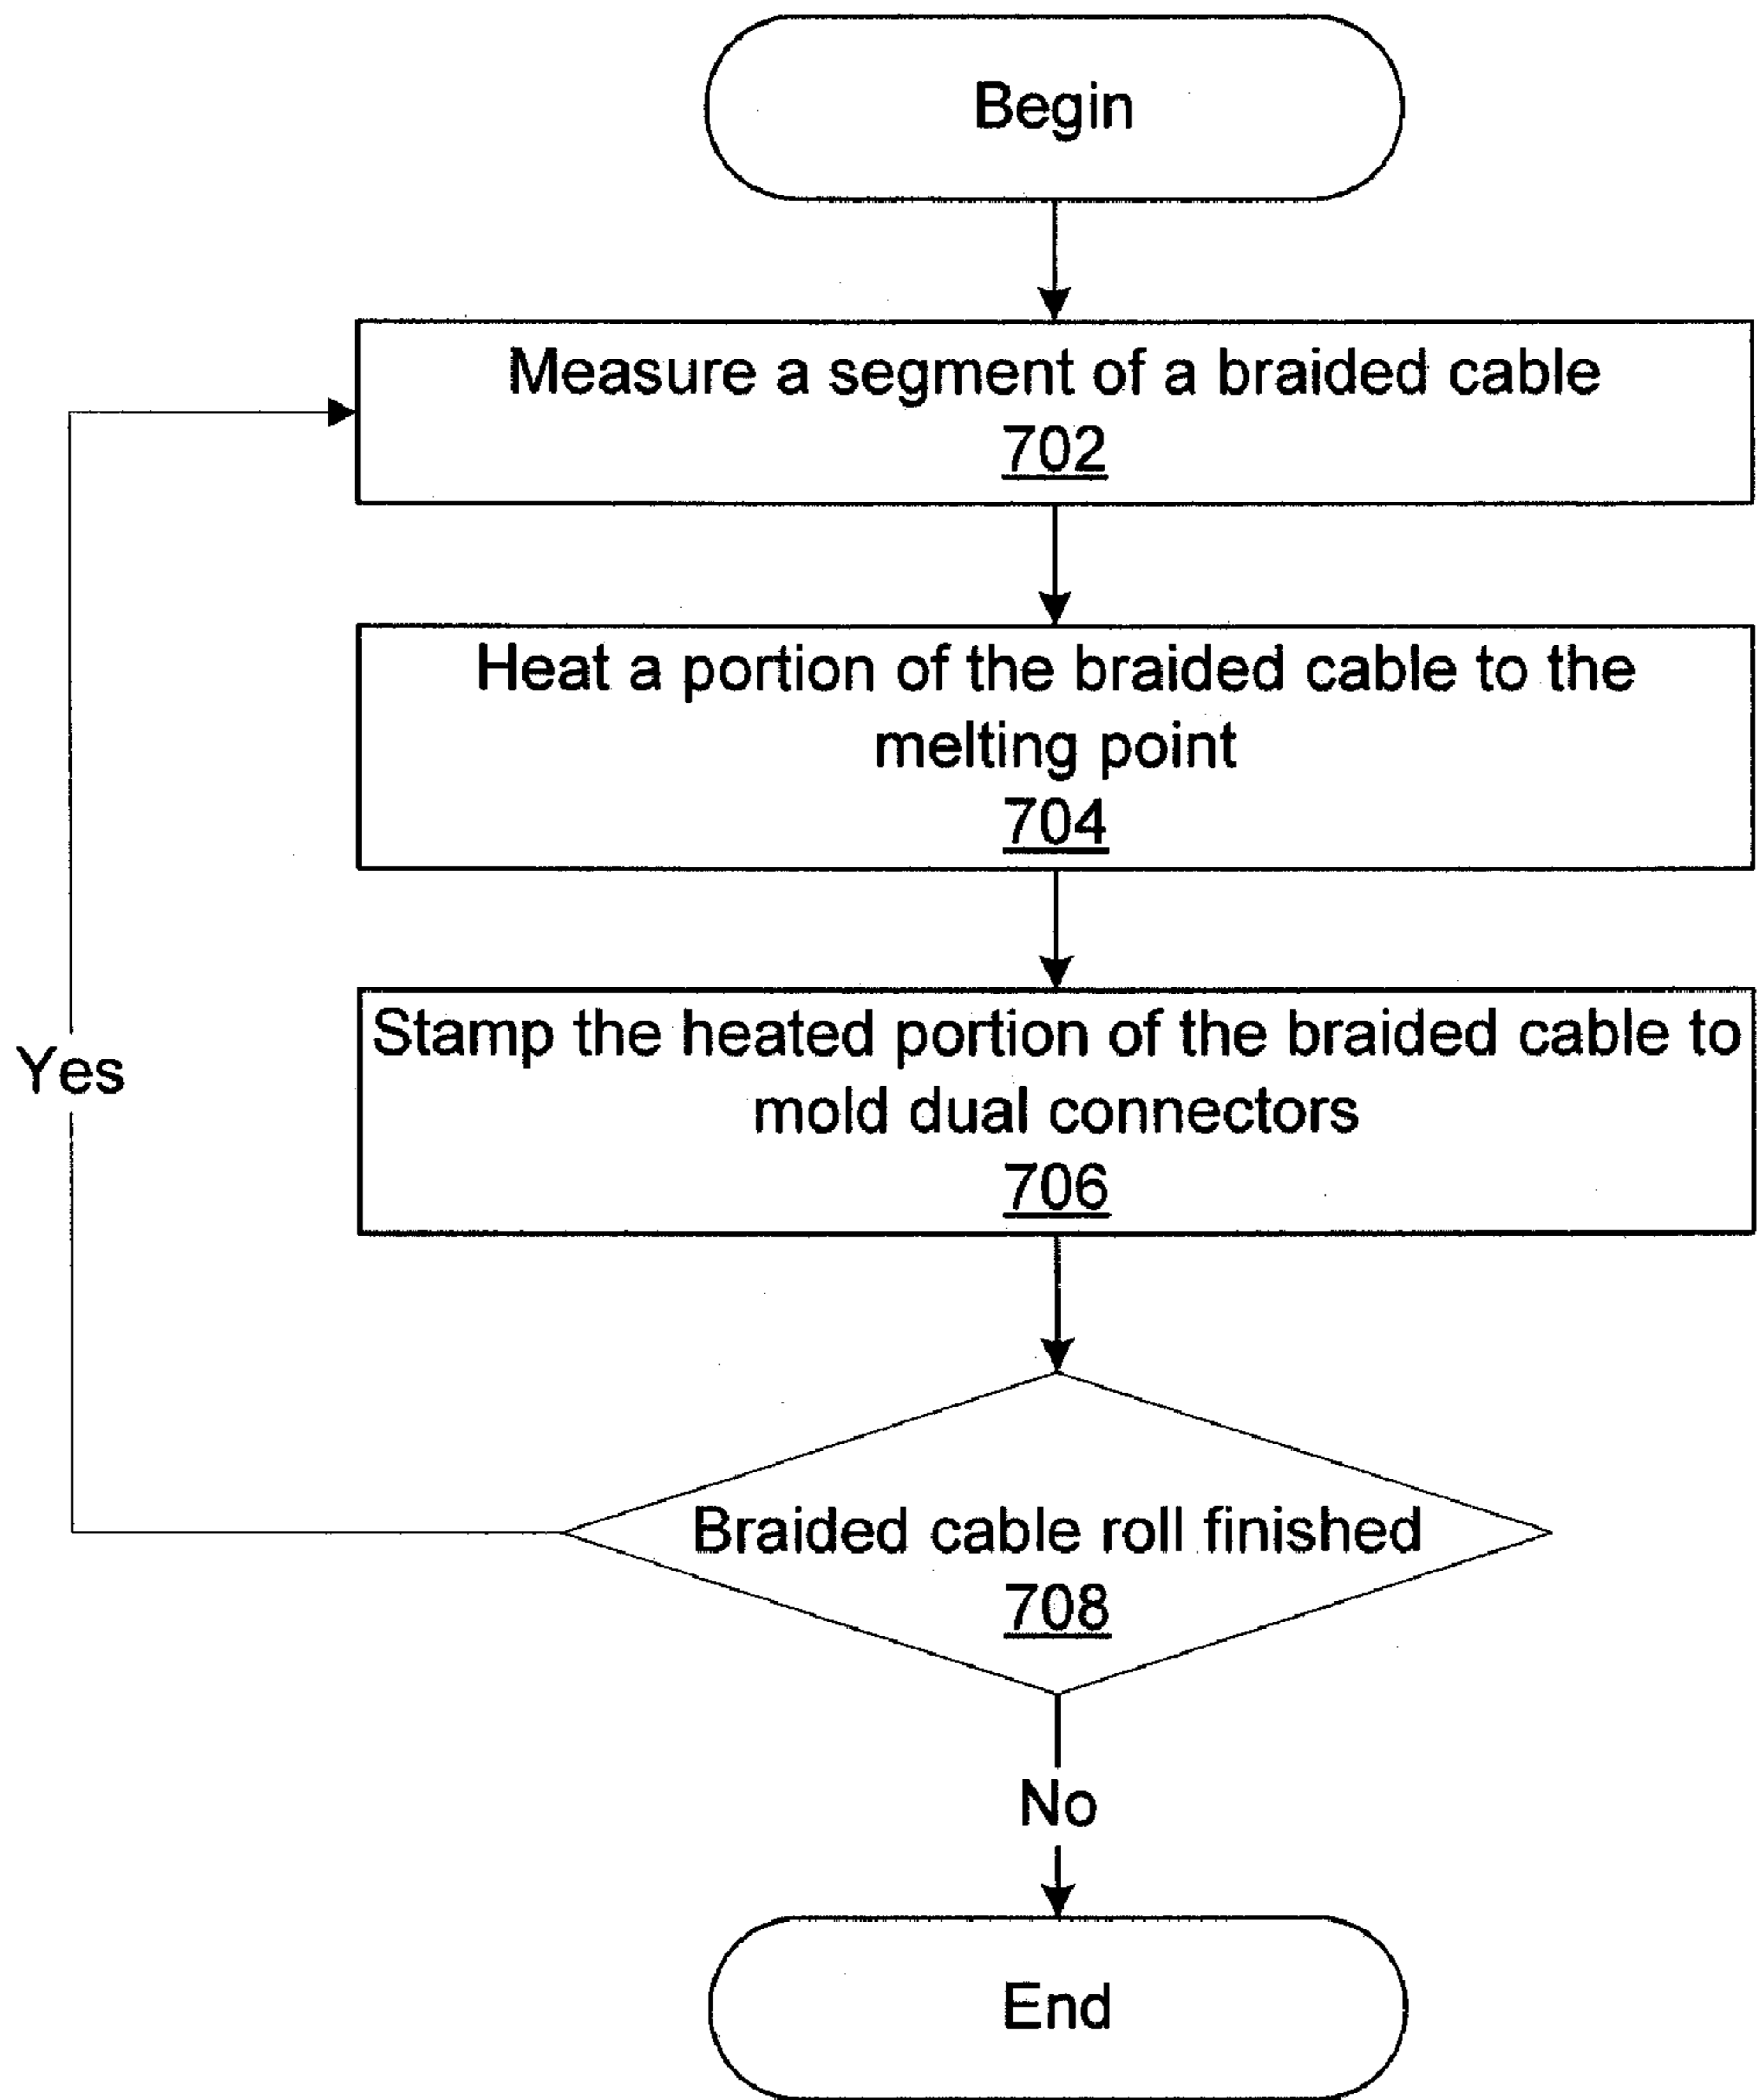 Begin
Measure a segment of a braided cable
702
Heat a portion of the braided cable to the
melting point
704
Stamp the heated portion of the braided cable to
mold dual connectors
706
Yes
Braided cable roll finished
708
No
End